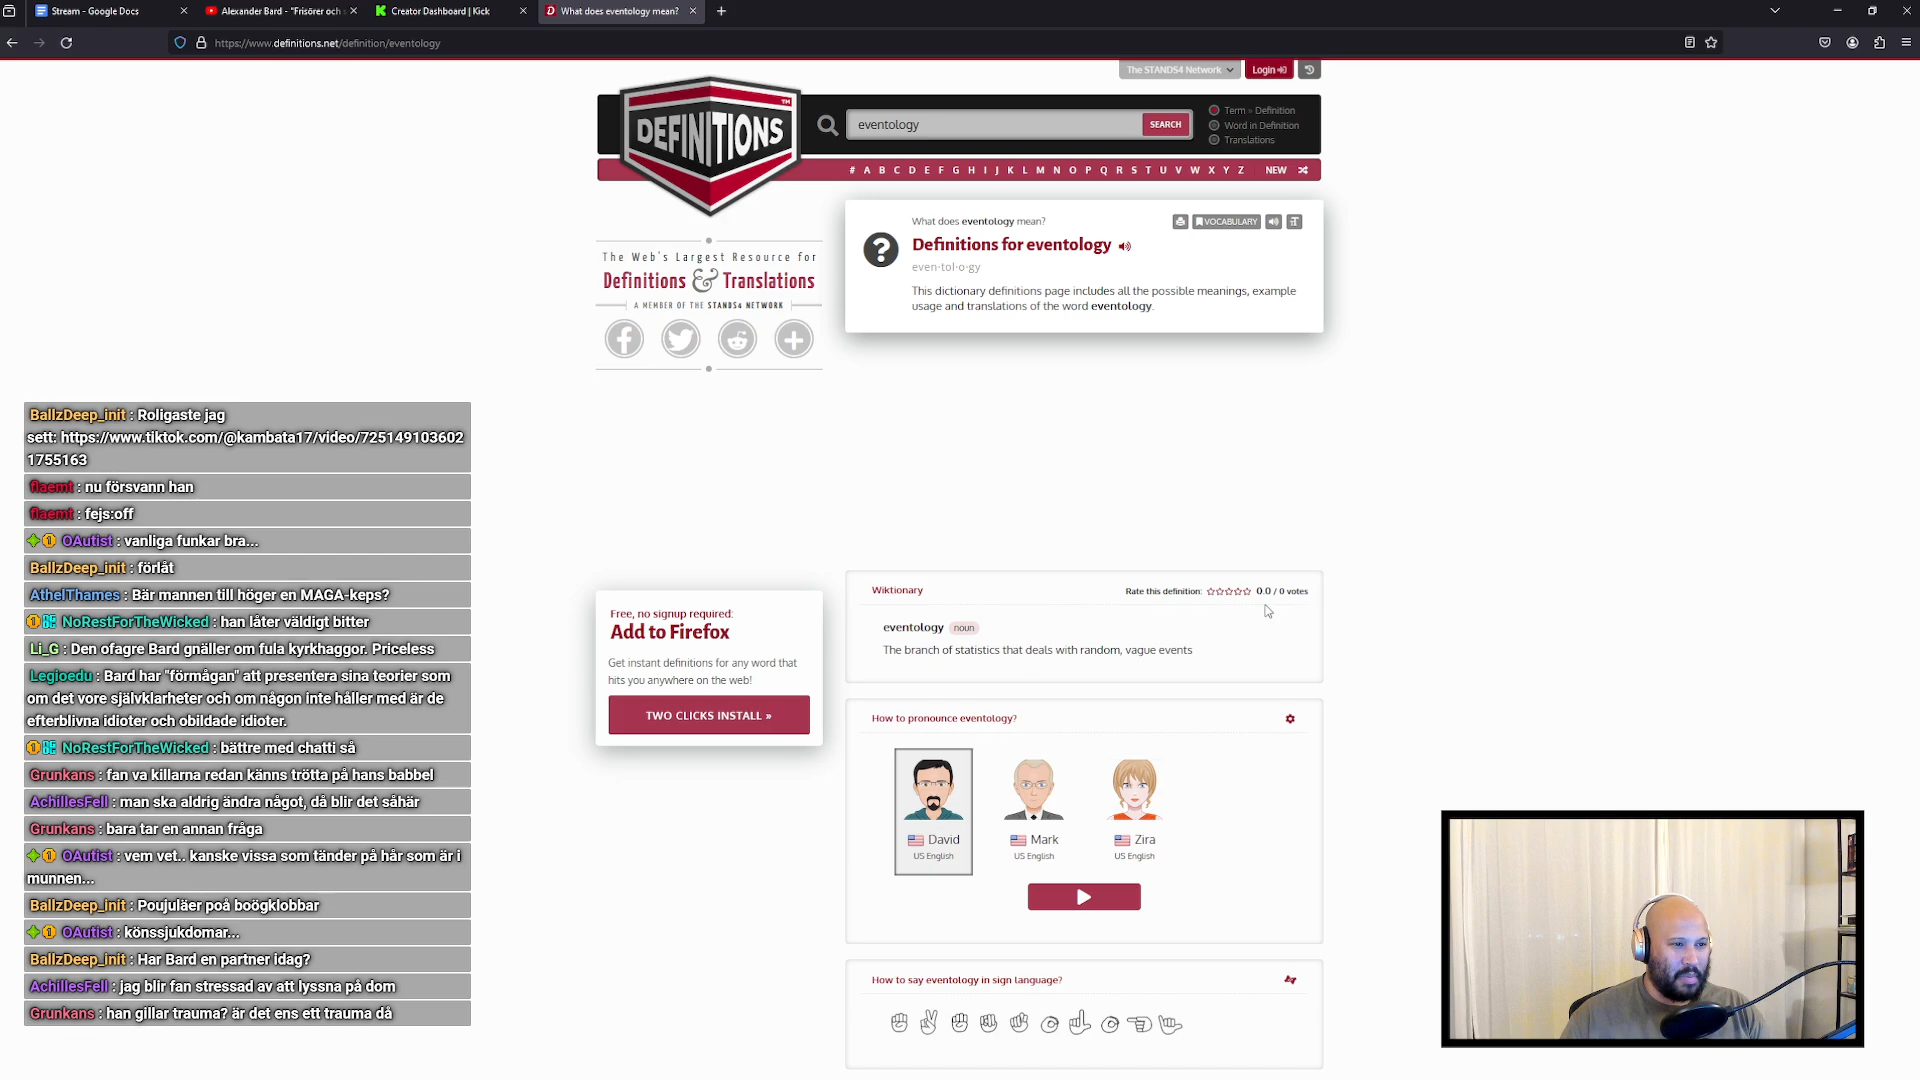 Stream - Google Docs
Alexander Bard - "Frisörer och
Creator Dashboard | Kick
What does eventology mean?
https://www.definitions.net/definition/eventology
The STANDS4 Network
Login
DEFINITIONS
TM
eventology
SEARCH
Term » Definition
Word in Definition
Translations
# A B C D E F G H I J K L M N O P Q R S T U V W X Y Z NEW
The Web's Largest Resource for
Definitions & Translations
A MEMBER OF THE STANDS4 NETWORK
What does eventology mean?
VOCABULARY
Definitions for eventology
even·tol·o·gy
This dictionary definitions page includes all the possible meanings, example
usage and translations of the word eventology.
BallzDeep_init : Roligaste jag
sett: https://www.tiktok.com/@kambata17/video/725149103602
1755163
flaemt : nu försvann han
flaemt : fejs:off
OAutist : vanliga funkar bra...
BallzDeep_init : förlåt
AthelThames : Bär mannen till höger en MAGA-keps?
NoRestForTheWicked : han låter väldigt bitter
Li_G : Den ofagre Bard gnäller om fula kyrkhaggor. Priceless
Legioedu : Bard har "förmågan" att presentera sina teorier som
om det vore självklarheter och om någon inte håller med är de
efterblivna idioter och obildade idioter.
NoRestForTheWicked : bättre med chatti så
Grunkans : fan va killarna redan känns trötta på hans babbel
AchillesFell : man ska aldrig ändra något, då blir det såhär
Grunkans : bara tar en annan fråga
OAutist : vem vet.. kanske vissa som tänder på hår som är i
munnen...
BallzDeep_init : Poujuläer poå boögklobbar
OAutist : könssjukdomar...
BallzDeep_init : Har Bard en partner idag?
AchillesFell : jag blir fan stressad av att lyssna på dom
Grunkans : han gillar trauma? är det ens ett trauma då
Free, no signup required:
Add to Firefox
Get instant definitions for any word that
hits you anywhere on the web!
TWO CLICKS INSTALL »
Wiktionary
Rate this definition:
0.0 / 0 votes
eventology noun
The branch of statistics that deals with random, vague events
How to pronounce eventology?
David
US English
Mark
US English
Zira
US English
How to say eventology in sign language?